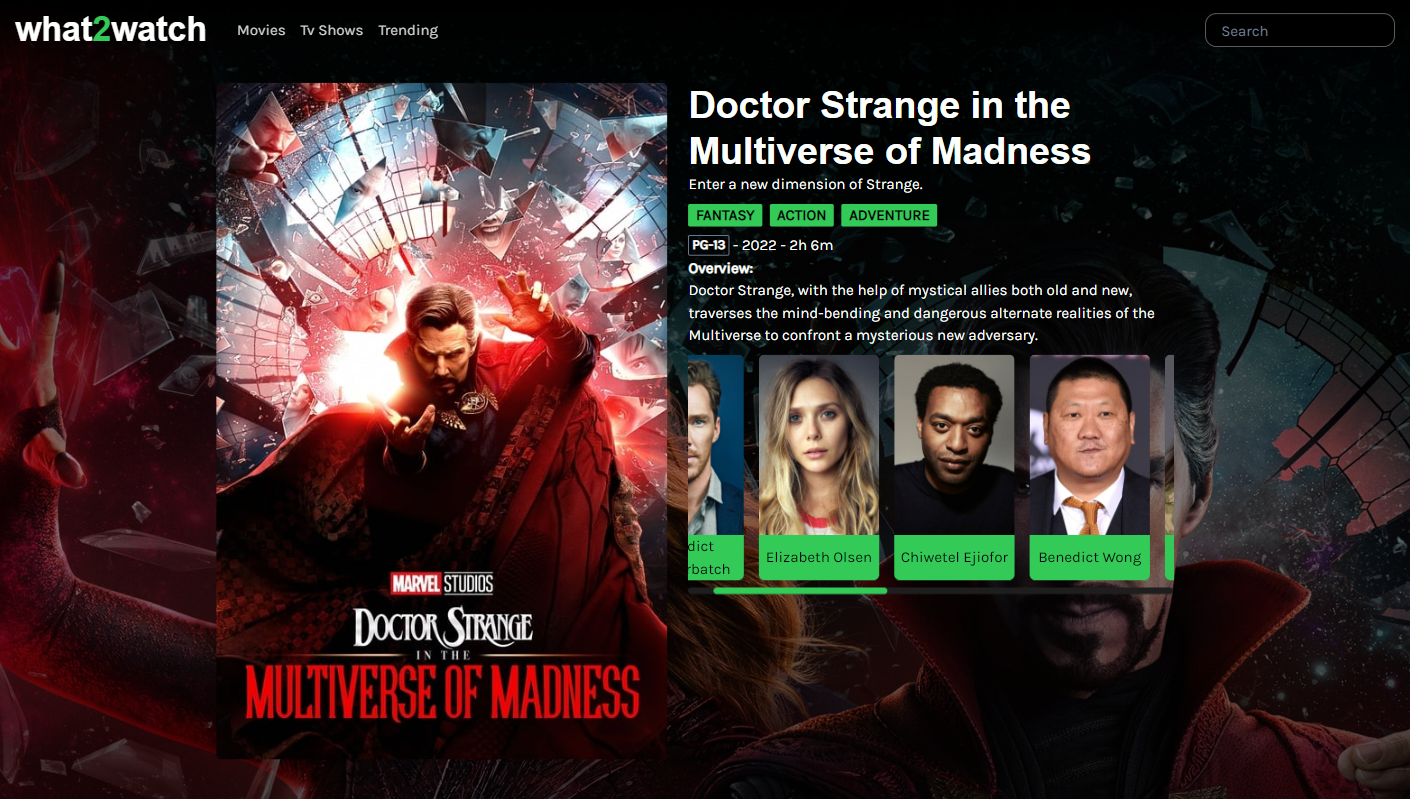 what2watch
Movies
Tv Shows
Trending
Search
MARVEL STUDIOS
DOCTOR STRANGE
IN THE
MULTIVERSE OF MADNESS
Doctor Strange in the
Multiverse of Madness
Enter a new dimension of Strange.
FANTASY ACTION ADVENTURE
PG-13 - 2022 - 2h 6m
Overview:
Doctor Strange, with the help of mystical allies both old and new,
traverses the mind-bending and dangerous alternate realities of the
Multiverse to confront a mysterious new adversary.
dict
rbatch
Elizabeth Olsen
Chiwetel Ejiofor
Benedict Wong